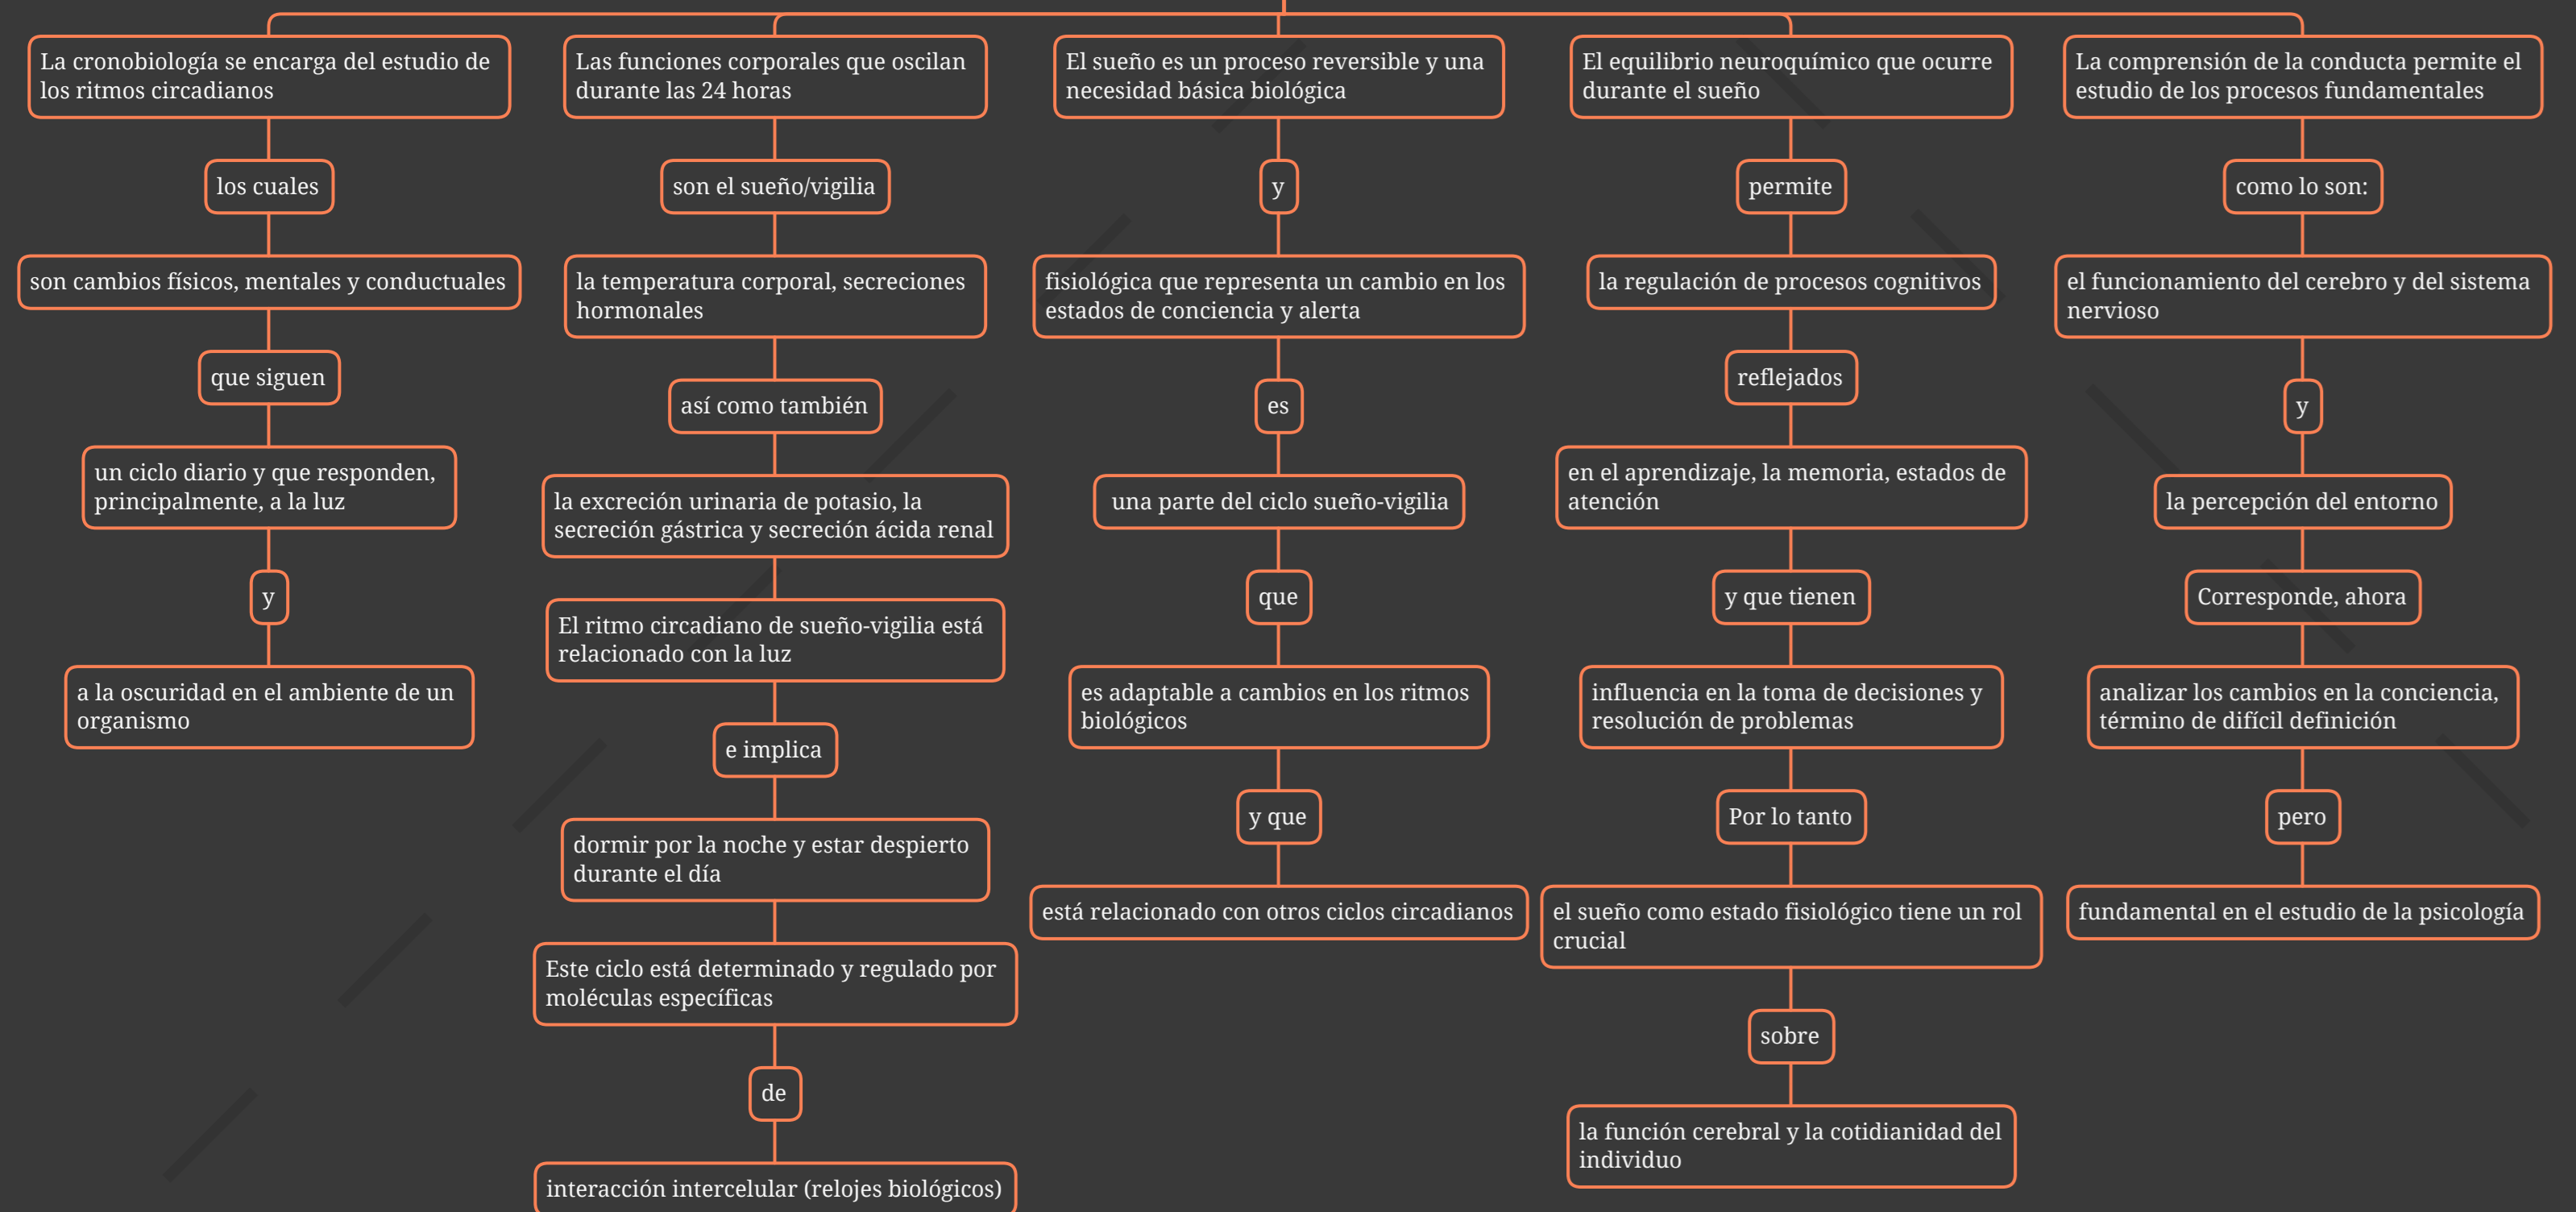 La cronobiología se encarga del estudio de
los ritmos circadianos
los cuales
son cambios físicos, mentales y conductuales
que siguen
un ciclo diario y que responden,
principalmente, a la luz
y
a la oscuridad en el ambiente de un
organismo
Las funciones corporales que oscilan
durante las 24 horas
son el sueño/vigilia
la temperatura corporal, secreciones
hormonales
así como también
la excreción urinaria de potasio, la
secreción gástrica y secreción ácida renal
El ritmo circadiano de sueño-vigilia está
relacionado con la luz
e implica
dormir por la noche y estar despierto
durante el día
Este ciclo está determinado y regulado por
moléculas específicas
de
interacción intercelular (relojes biológicos)
El sueño es un proceso reversible y una
necesidad básica biológica
y
fisiológica que representa un cambio en los
estados de conciencia y alerta
es
una parte del ciclo sueño-vigilia
que
es adaptable a cambios en los ritmos
biológicos
y que
está relacionado con otros ciclos circadianos
El equilibrio neuroquímico que ocurre
durante el sueño
permite
la regulación de procesos cognitivos
reflejados
en el aprendizaje, la memoria, estados de
atención
y que tienen
influencia en la toma de decisiones y
resolución de problemas
Por lo tanto
el sueño como estado fisiológico tiene un rol
crucial
sobre
la función cerebral y la cotidianidad del
individuo
La comprensión de la conducta permite el
estudio de los procesos fundamentales
como lo son:
el funcionamiento del cerebro y del sistema
nervioso
y
la percepción del entorno
Corresponde, ahora
analizar los cambios en la conciencia,
término de difícil definición
pero
fundamental en el estudio de la psicología